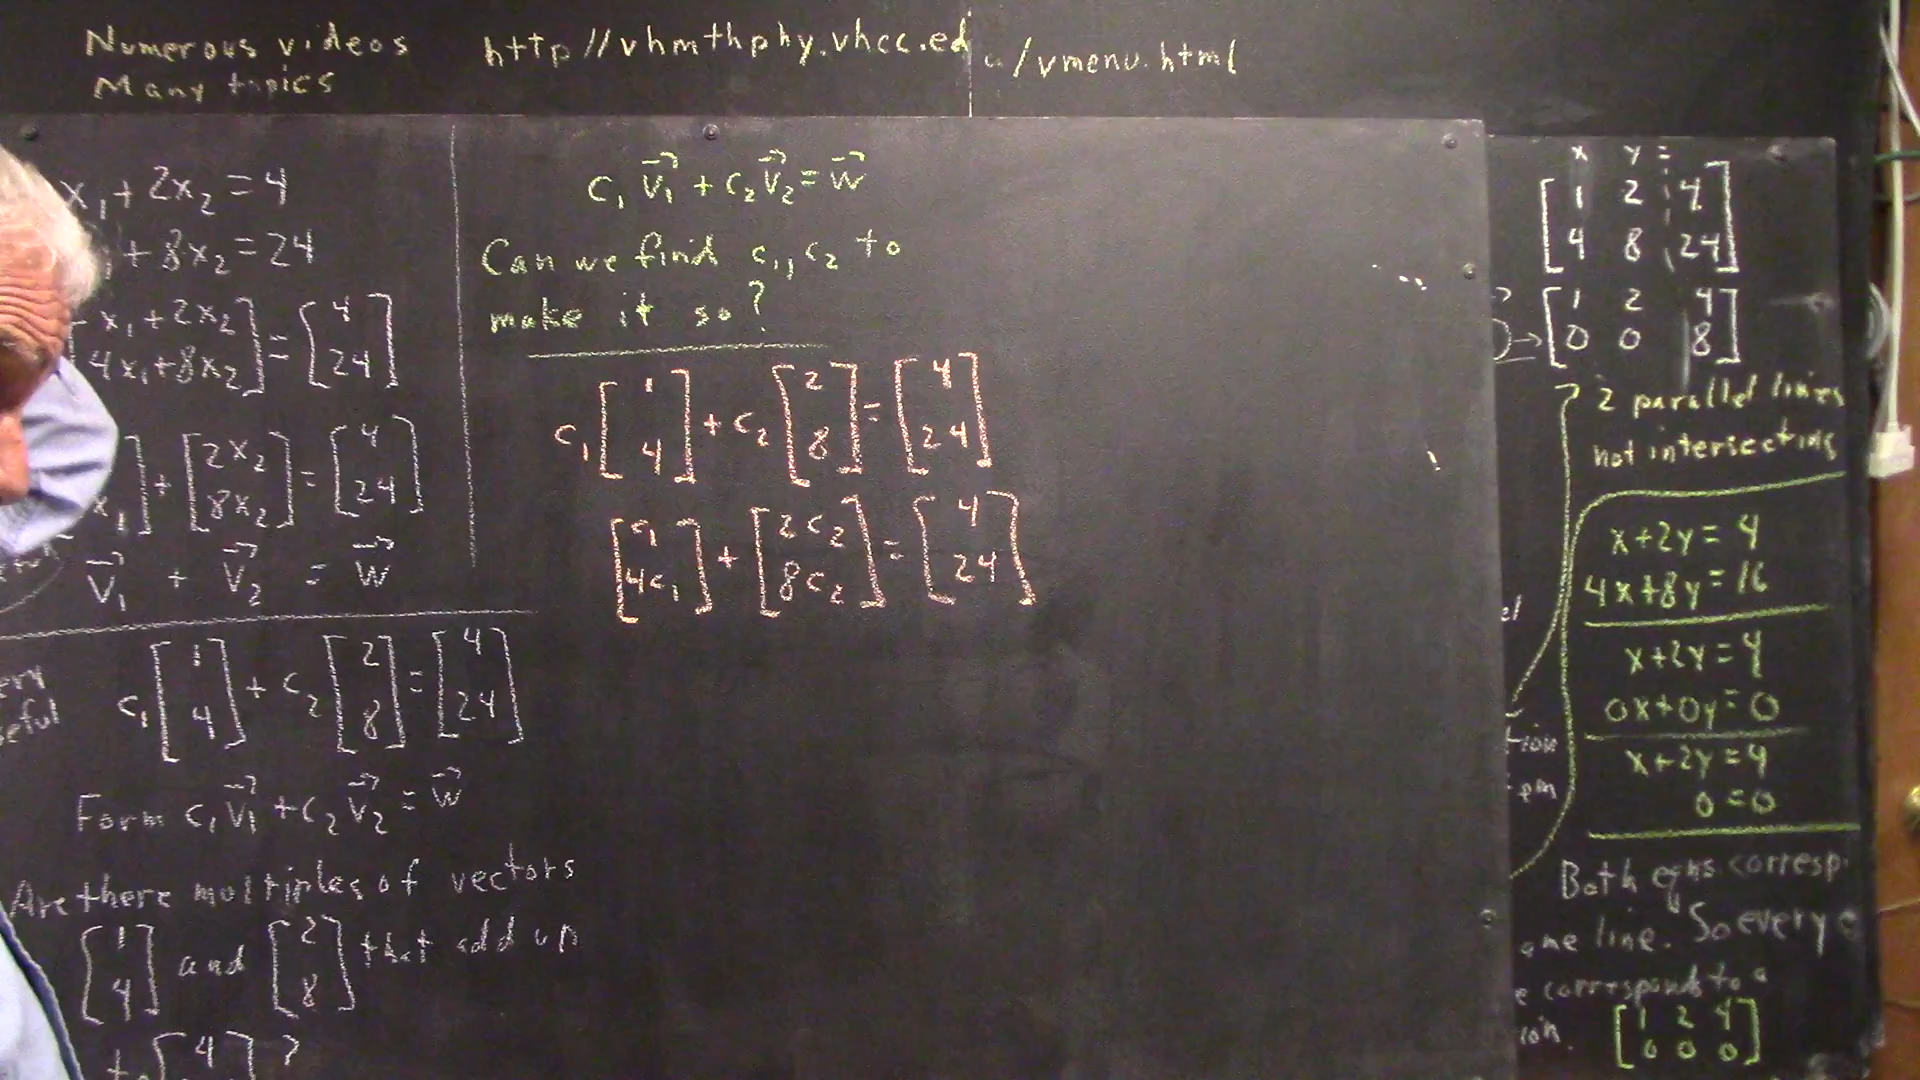 Numerous videos http//vhmthphy.vhcc.edu/vmenu.html
Many topics
x₁ + 2x₂ = 4
₁ + 8x₂ = 24
[x₁ + 2x₂
4x₁ + 8x₂] = [4
24]
x₁] + [2x₂
8x₂] = [4
24]
v₁ + v₂ = w
c₁ [1
4] + c₂ [2
8] = [4
24]
Form c₁v₁ + c₂v₂ = w
Are there multiples of vectors
[1
4] and [2
8] that add up
to [4 ] ?
c₁ v₁ + c₂ v₂ = w
Can we find c₁, c₂ to
make it so?
c₁ [1
4] + c₂ [2
8] = [4
24]
[c₁
4c₁] + [2c₂
8c₂] = [4
24]
x y =
[1 2 4
4 8 24]
[1 2 4
0 0 8]
2 parallel lines
not intersecting
x + 2y = 4
4x + 8y = 16
x + 2y = 4
0x + 0y = 0
x + 2y = 4
0 = 0
Both eqns corresp.
line. So every
corresponds to a
[1 2 4
0 0 0]